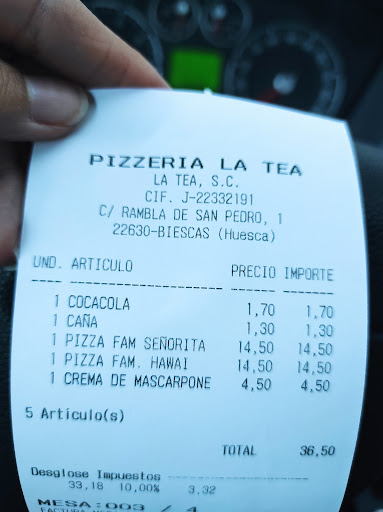 PIZZERIA LA TEA
LA TEA, S.C.
CIF. J-22332191
C/ RAMBLA DE SAN PEDRO, 1
22630-BIESCAS (Huesca)
UND. ARTICULO PRECIO IMPORTE
1 COCACOLA 1,70 1,70
1 CAÑA 1,30 1,30
1 PIZZA FAM SEÑORITA 14,50 14,50
1 PIZZA FAM. HAWAI 14,50 14,50
1 CREMA DE MASCARPONE 4,50 4,50
5 Articulo(s)
TOTAL 36,50
Desglose Impuestos
33,18 10,00% 3,32
MESA:003 / 4